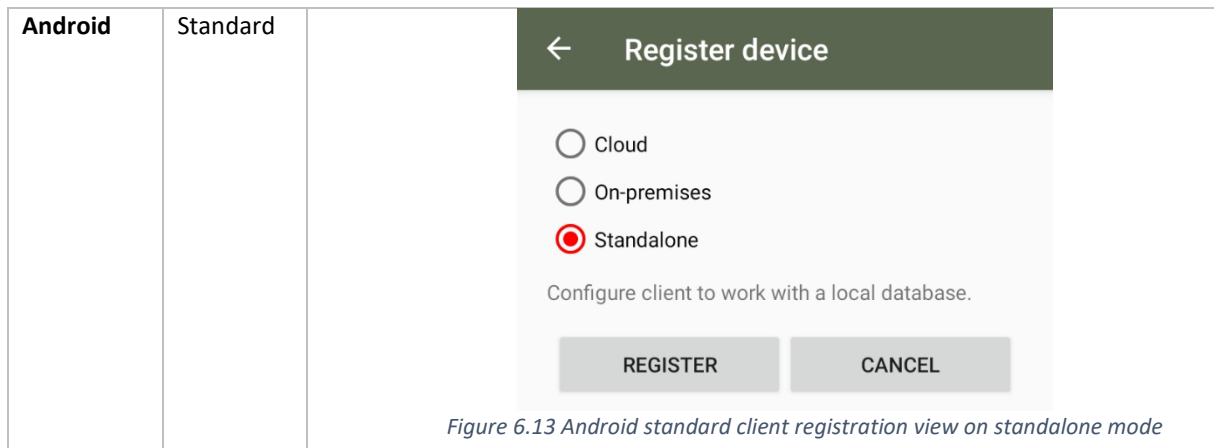 Android
Standard
Register device
Cloud
On-premises
Standalone
Configure client to work with a local database.
REGISTER
CANCEL
Figure 6.13 Android standard client registration view on standalone mode